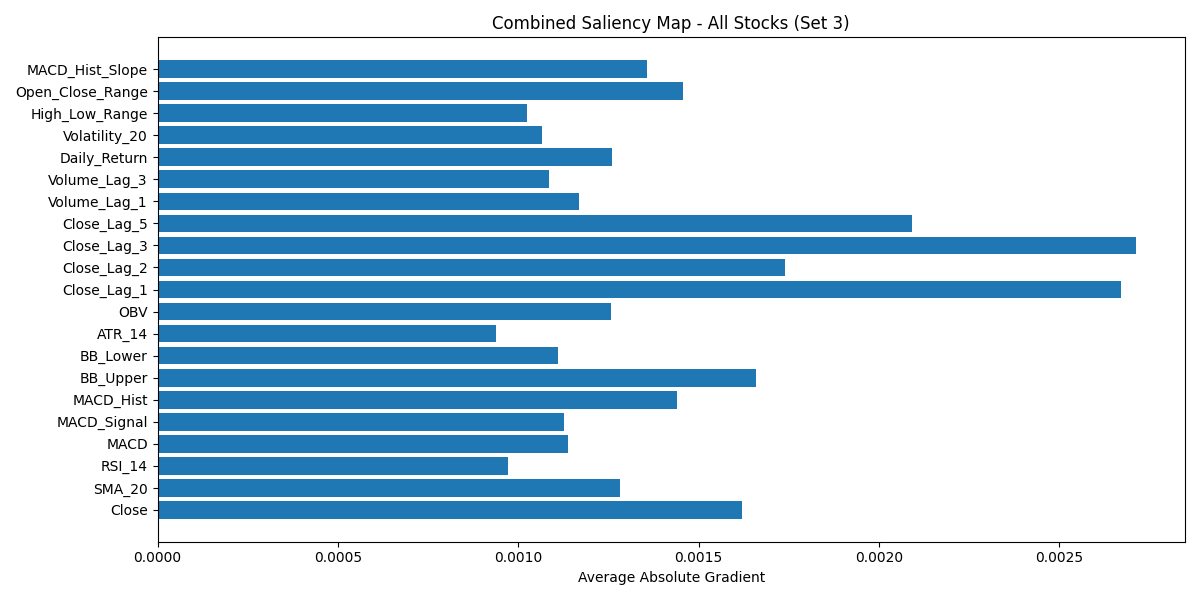 Combined Saliency Map - All Stocks (Set 3)
MACD_Hist_Slope
Open_Close_Range
High_Low_Range
Volatility_20
Daily_Return
Volume_Lag_3
Volume_Lag_1
Close_Lag_5
Close_Lag_3
Close_Lag_2
Close_Lag_1
OBV
ATR_14
BB_Lower
BB_Upper
MACD_Hist
MACD_Signal
MACD
RSI_14
SMA_20
Close
0.0000 0.0005 0.0010 0.0015 0.0020 0.0025
Average Absolute Gradient